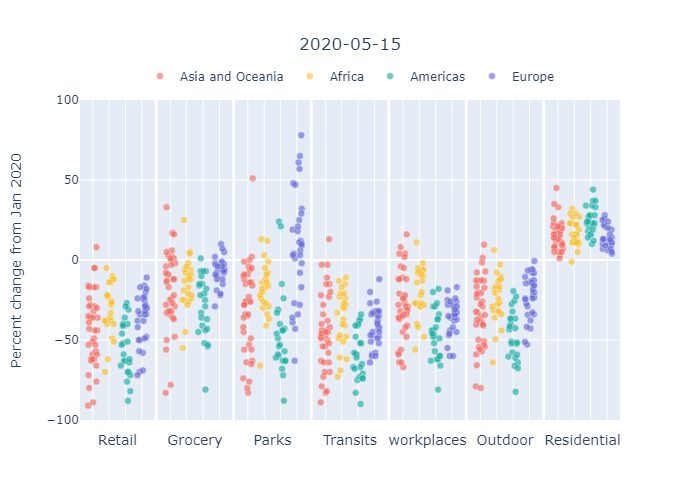 2020-05-15
Asia and Oceania Africa Americas Europe
Percent change from Jan 2020
100
50
0
−50
−100
Retail Grocery Parks Transits workplaces Outdoor Residential